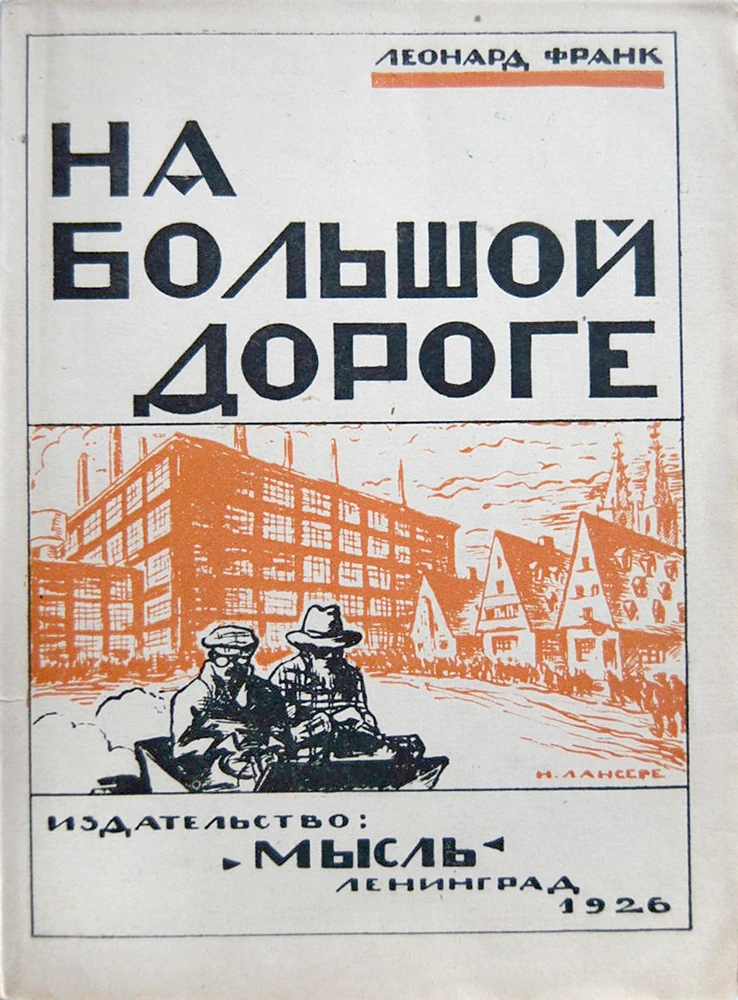 ЛЕОНАРД ФРАНК
НА
БОЛЬШОЙ
ДОРОГЕ
Н. ЛАНСЕРЕ
ИЗДАТЕЛЬСТВО:
"МЫСЛЬ"
ЛЕНИНГРАД
1926